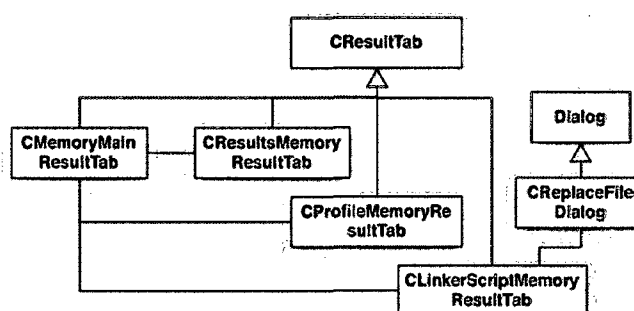 CResultTab
Dialog
CMemoryMain
ResultTab
CResultsMemory
ResultTab
CReplaceFile
Dialog
CProfileMemoryRe
sultTab
CLinkerScriptMemory
ResultTab